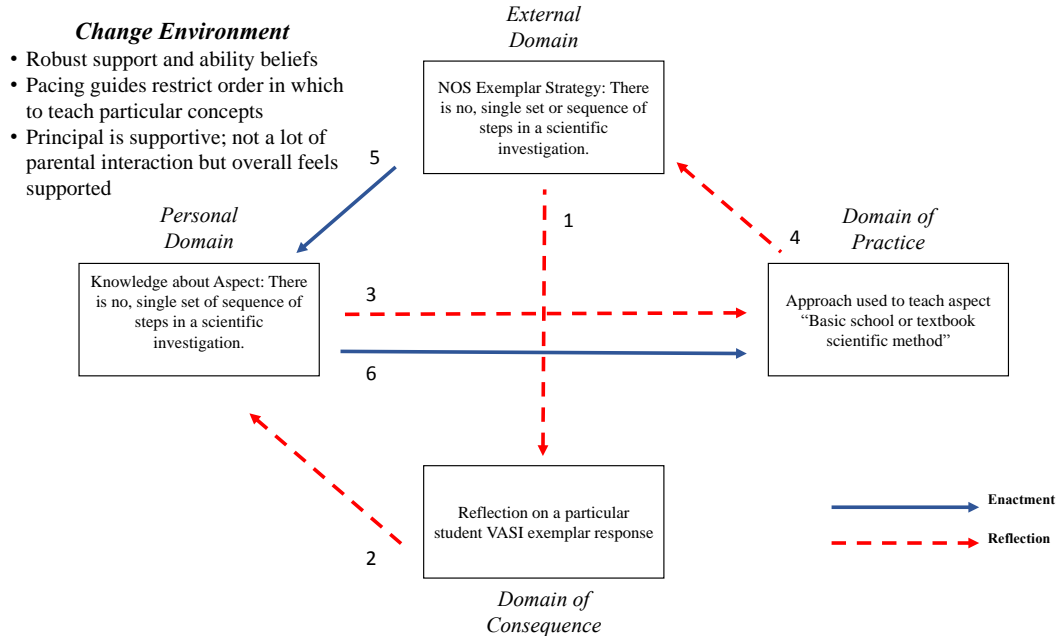 Change Environment
• Robust support and ability beliefs
• Pacing guides restrict order in which
to teach particular concepts
• Principal is supportive; not a lot of
parental interaction but overall feels
supported
External
Domain
NOS Exemplar Strategy: There
is no, single set or sequence of
steps in a scientific
investigation.
5
1
Personal
Domain
Domain of
Practice
4
Knowledge about Aspect: There
is no, single set of sequence of
steps in a scientific
investigation.
3
6
Approach used to teach aspect
“Basic school or textbook
scientific method”
Reflection on a particular
student VASI exemplar response
2
Domain of
Consequence
Enactment
Reflection